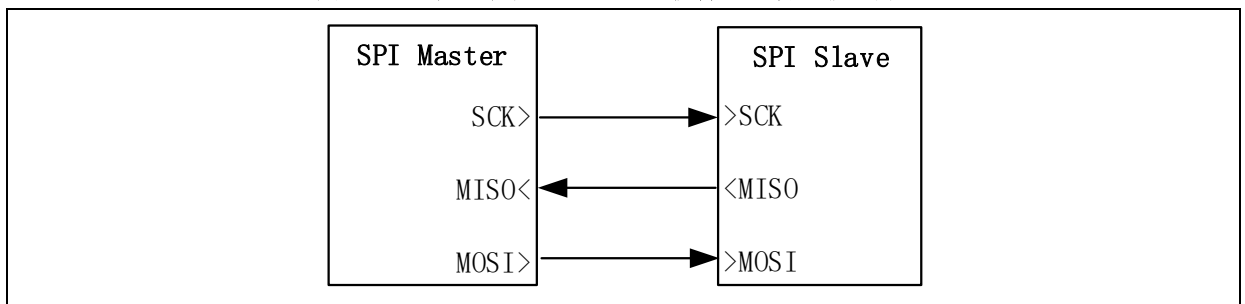 SPI Master
SPI Slave
SCK>
>SCK
MISO<
<MISO
MOSI>
>MOSI